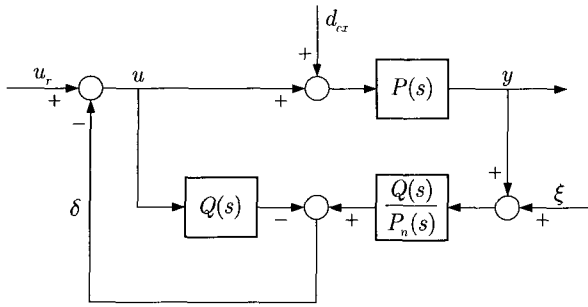 d_ex
+
u_r
+
−
u
+
P(s)
y
δ
Q(s)
−
+
Q(s)
P_n(s)
+
+
ξ